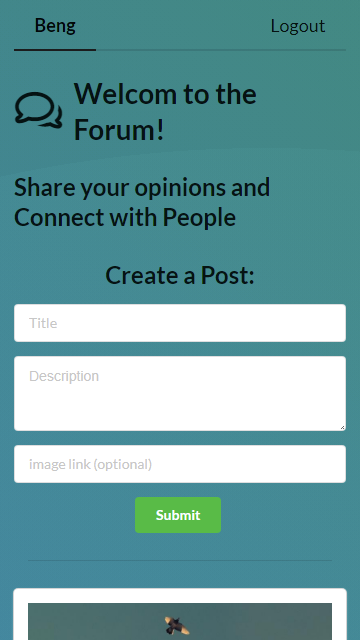 Beng
Logout
Welcom to the
Forum!
Share your opinions and
Connect with People
Create a Post:
Title
Description
image link (optional)
Submit